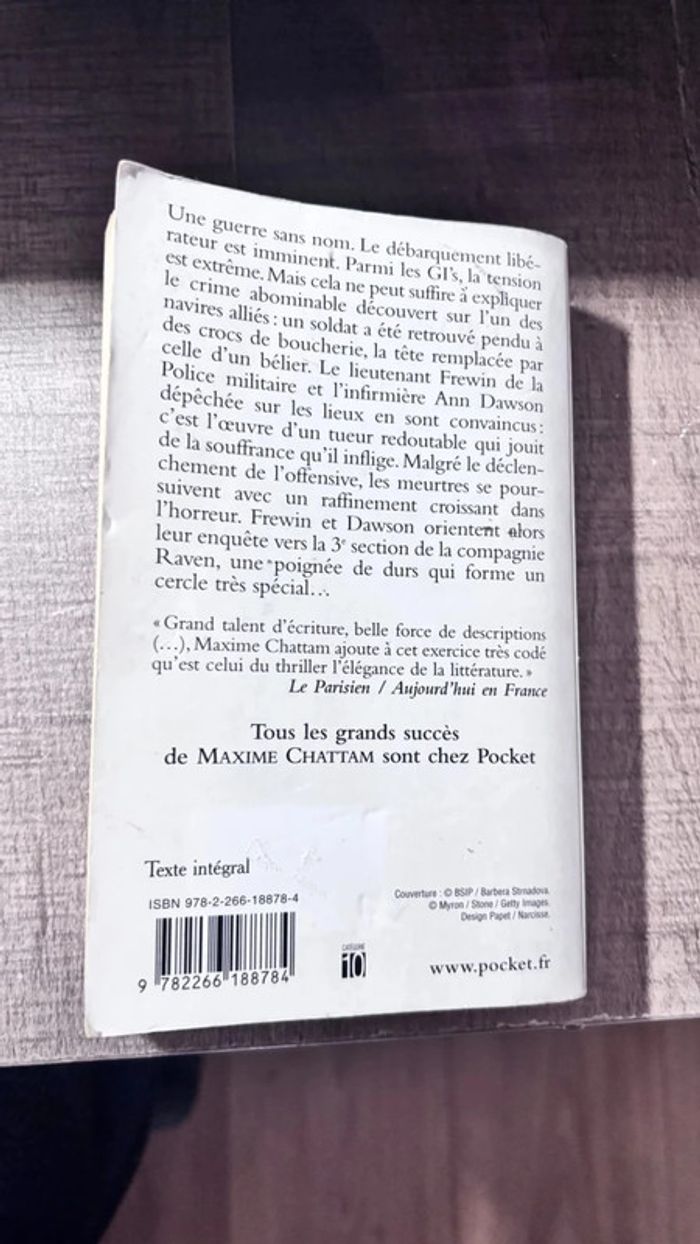 Une guerre sans nom. Le débarquement libé-
rateur est imminent. Parmi les GI's, la tension
est extrême. Mais cela ne peut suffire à expliquer
le crime abominable découvert sur l'un des
navires alliés : un soldat a été retrouvé pendu à
des crocs de boucherie, la tête remplacée par
celle d'un bélier. Le lieutenant Frewin de la
Police militaire et l'infirmière Ann Dawson
dépêchée sur les lieux en sont convaincus :
c'est l'œuvre d'un tueur redoutable qui jouit
de la souffrance qu'il inflige. Malgré le déclen-
chement de l'offensive, les meurtres se pour-
suivent avec un raffinement croissant dans
l'horreur. Frewin et Dawson orientent alors
leur enquête vers la 3e section de la compagnie
Raven, une poignée de durs qui forme un
cercle très spécial...
« Grand talent d'écriture, belle force de descriptions
(...), Maxime Chattam ajoute à cet exercice très codé
qu'est celui du thriller l'élégance de la littérature. »
Le Parisien / Aujourd'hui en France
Tous les grands succès
de MAXIME CHATTAM sont chez Pocket
Texte intégral
ISBN 978-2-266-18878-4
9 782266 188784
Couverture : © BSIP / Barbera Strnadova.
© Myron / Stone / Getty Images.
Design Papet / Narcisse.
CATÉGORIE
10
www.pocket.fr